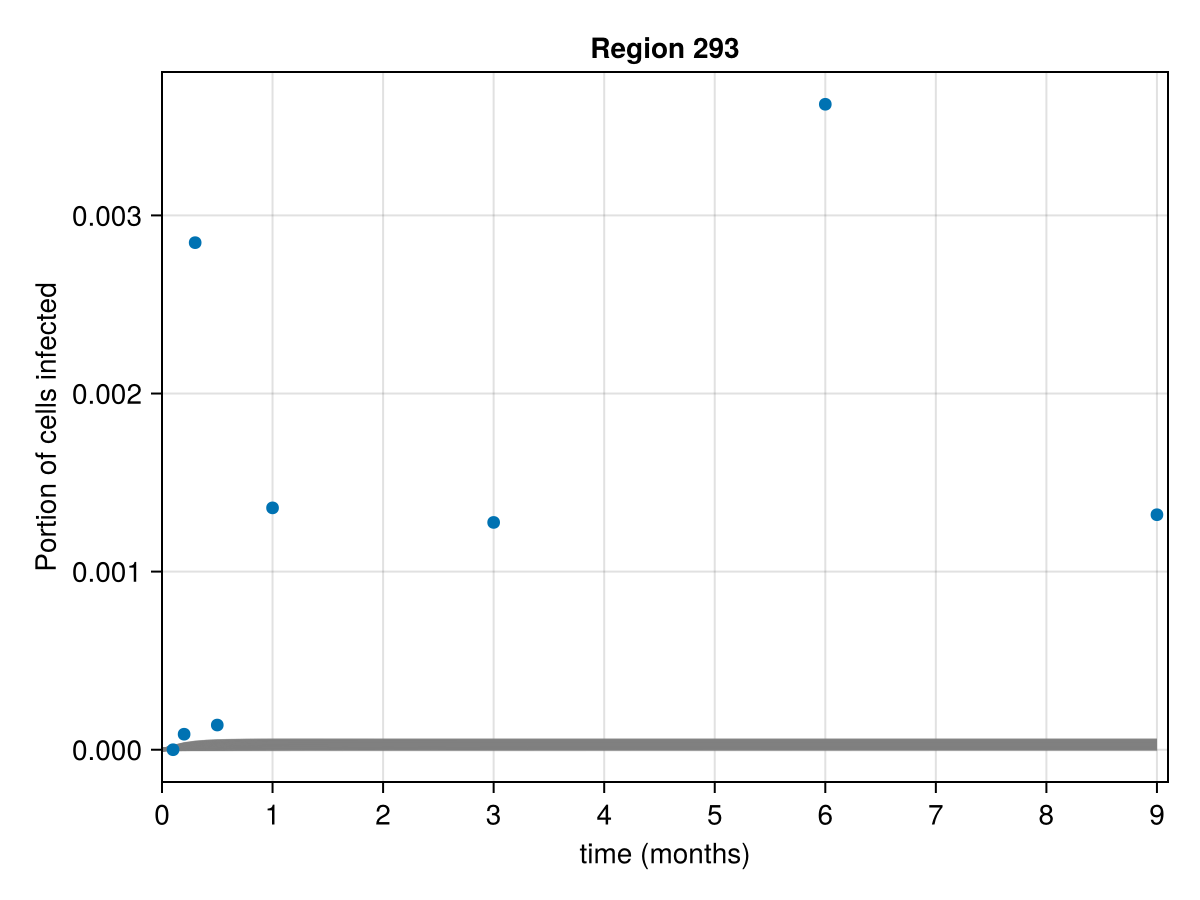 Region 293
Portion of cells infected
0.003
0.002
0.001
0.000
0 1 2 3 4 5 6 7 8 9
time (months)